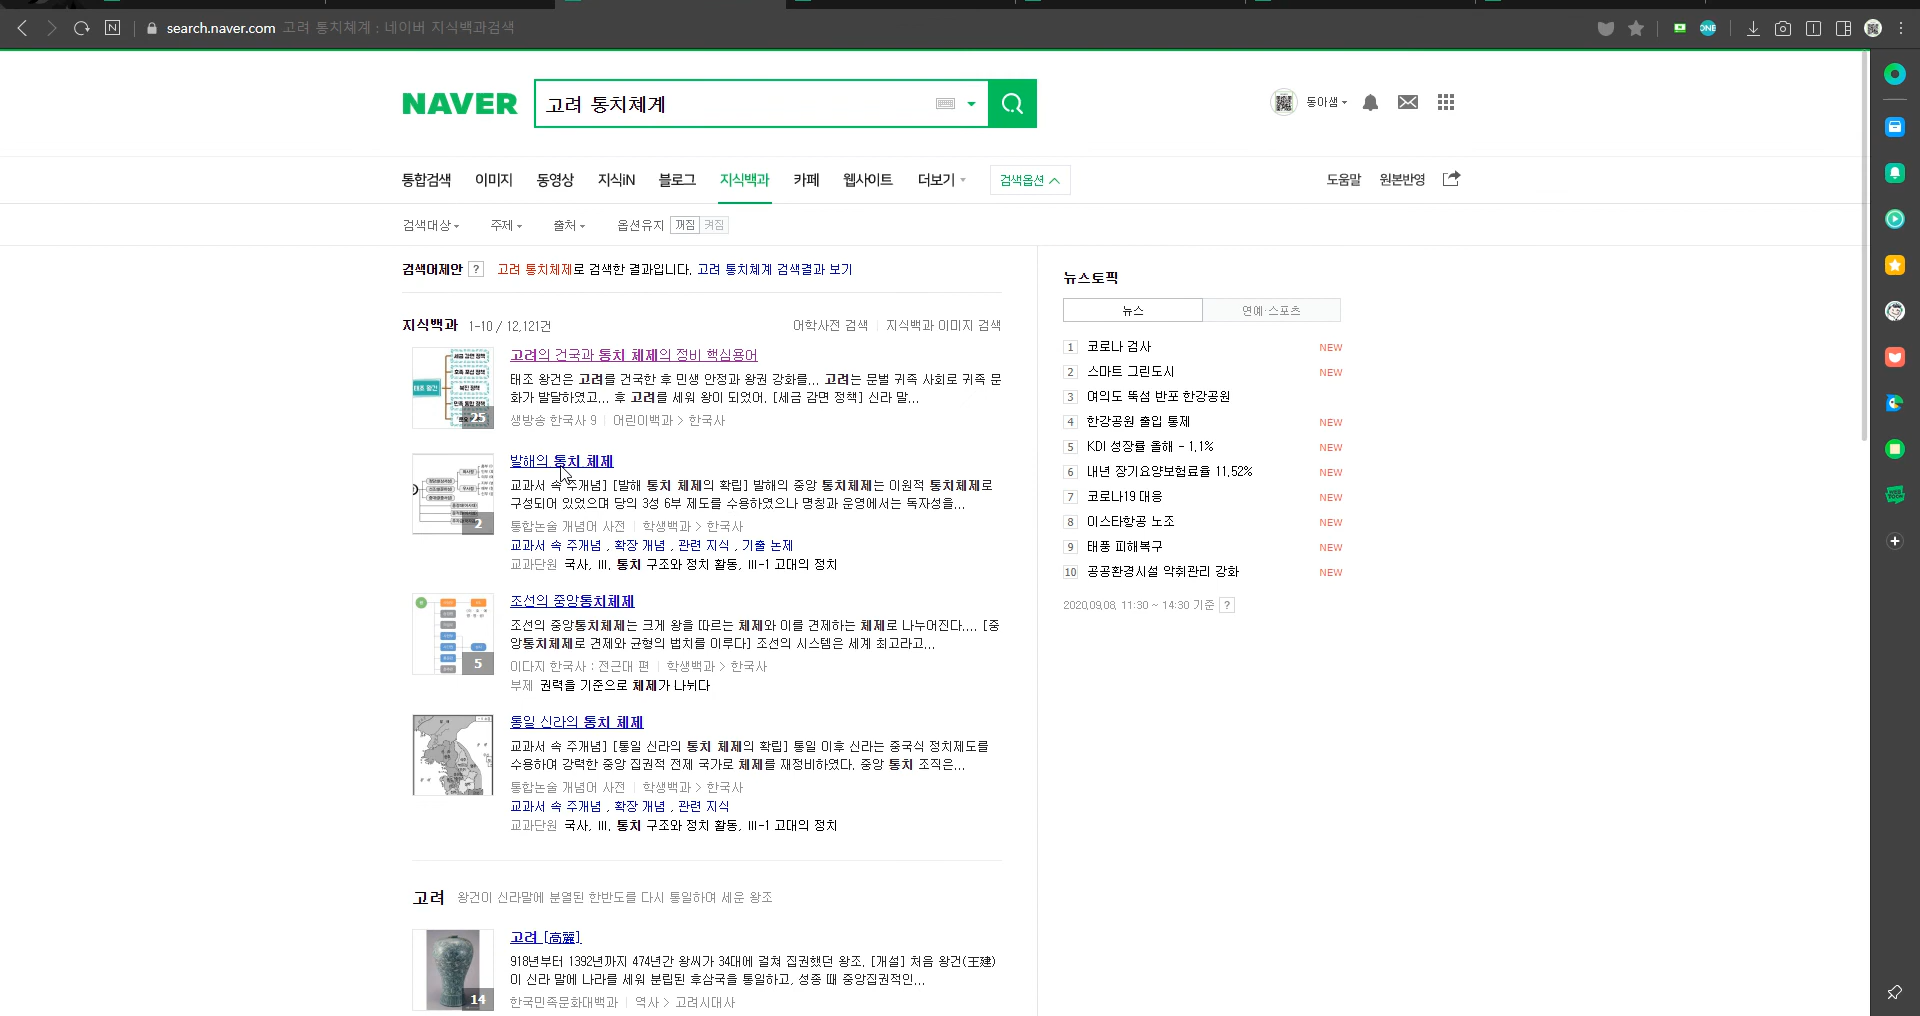 search.naver.com 고려 통치체계 : 네이버 지식백과검색
NAVER
고려 통치체계
동아샘
통합검색 이미지 동영상 지식iN 블로그 지식백과 카페 웹사이트 더보기 검색옵션 도움말 원본반영
검색대상 주제 출처 옵션유지 꺼짐 켜짐
검색어제안 ? 고려 통치체제로 검색한 결과입니다. 고려 통치체계 검색결과 보기
지식백과 1-10 / 12,121건 어학사전 검색 지식백과 이미지 검색
고려의 건국과 통치 체제의 정비 핵심용어
태조 왕건은 고려를 건국한 후 민생 안정과 왕권 강화를... 고려는 문벌 귀족 사회로 귀족 문
화가 발달하였고... 후 고려를 세워 왕이 되었어. [세금 감면 정책] 신라 말...
생방송 한국사 9 어린이백과 > 한국사
태조 왕건
세금 감면 정책
호족 포섭 정책
북진 정책
민족 통합 정책
25
발해의 통치 체제
교과서 속 주개념] [발해 통치 체제의 확립] 발해의 중앙 통치체제는 이원적 통치체제로
구성되어 있었으며 당의 3성 6부 제도를 수용하였으나 명칭과 운영에서는 독자성을...
통합논술 개념어 사전 학생백과 > 한국사
교과서 속 주개념 , 확장 개념 , 관련 지식 , 기출 논제
교과단원 국사, III. 통치 구조와 정치 활동, III-1 고대의 정치
2
조선의 중앙통치체제
조선의 중앙통치체제는 크게 왕을 따르는 체제와 이를 견제하는 체제로 나누어진다.... [중
앙통치체제로 견제와 균형의 법치를 이루다] 조선의 시스템은 세계 최고라고...
이다지 한국사 : 전근대 편 학생백과 > 한국사
부제 권력을 기준으로 체제가 나뉘다
5
통일 신라의 통치 체제
교과서 속 주개념] [통일 신라의 통치 체제의 확립] 통일 이후 신라는 중국식 정치제도를
수용하여 강력한 중앙 집권적 전제 국가로 체제를 재정비하였다. 중앙 통치 조직은...
통합논술 개념어 사전 학생백과 > 한국사
교과서 속 주개념 , 확장 개념 , 관련 지식
교과단원 국사, III. 통치 구조와 정치 활동, III-1 고대의 정치
고려 왕건이 신라말에 분열된 한반도를 다시 통일하여 세운 왕조
고려 [高麗]
918년부터 1392년까지 474년간 왕씨가 34대에 걸쳐 집권했던 왕조. [개설] 처음 왕건(王建)
이 신라 말에 나라를 세워 분립된 후삼국을 통일하고, 성종 때 중앙집권적인...
한국민족문화대백과 역사 > 고려시대사
14
뉴스토픽
뉴스 연예·스포츠
1 코로나 검사 NEW
2 스마트 그린도시 NEW
3 여의도 뚝섬 반포 한강공원
4 한강공원 출입 통제 NEW
5 KDI 성장률 올해 - 1.1% NEW
6 내년 장기요양보험료율 11.52% NEW
7 코로나19 대응 NEW
8 이스타항공 노조 NEW
9 태풍 피해복구 NEW
10 공공환경시설 악취관리 강화 NEW
2020.09.08. 11:30 ~ 14:30 기준 ?